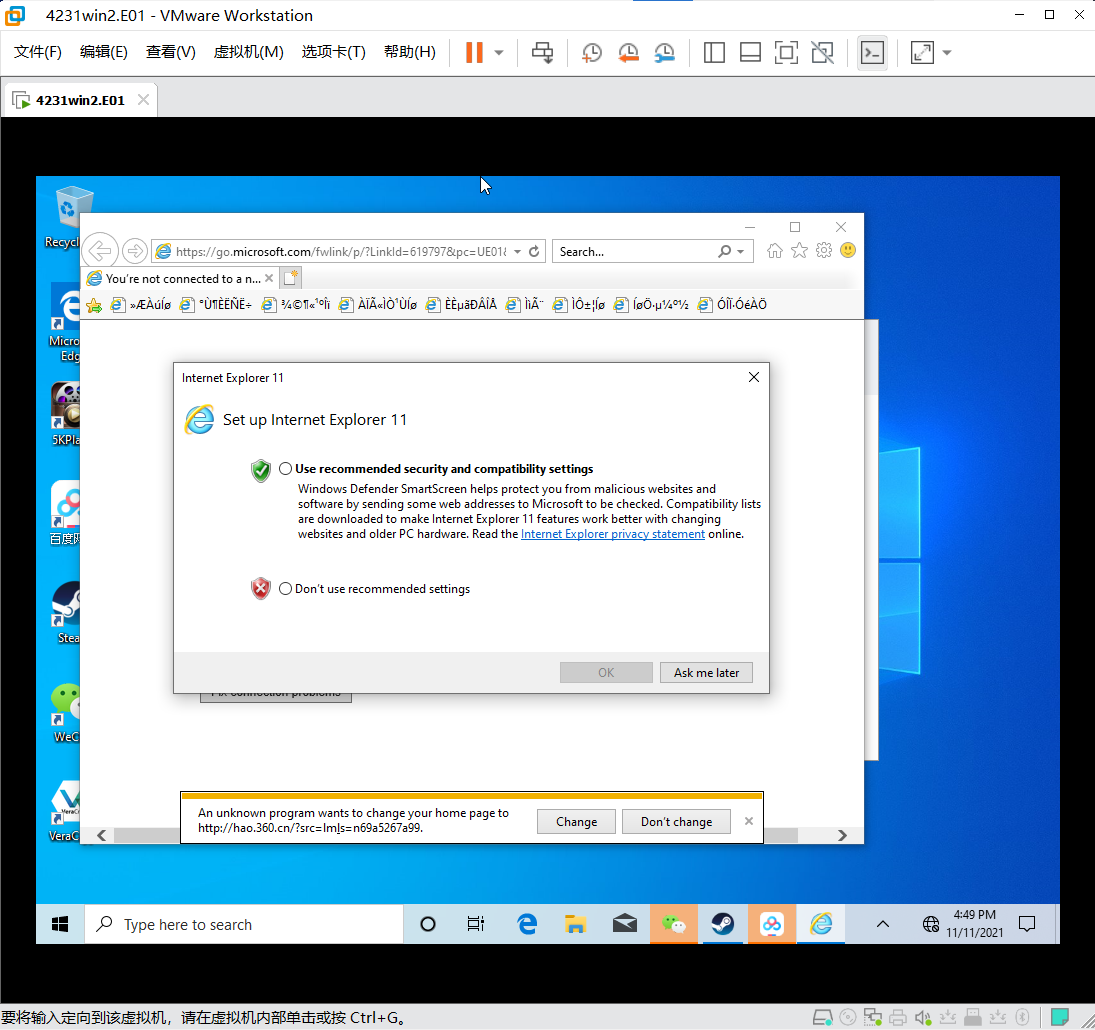 4231win2.E01 - VMware Workstation
文件(F) 编辑(E) 查看(V) 虚拟机(M) 选项卡(T) 帮助(H)
4231win2.E01
Recycl
https://go.microsoft.com/fwlink/p/?LinkId=619797&pc=UE01
Search...
You're not connected to a n...
»ÆÀúÍø °Ù¶ÈËÑË÷ ¾©¶«¹ºÎï ÀÏÃ«ÌÒ¹ÙÍø ÈÈµãÐÂÎÅ ÌìÃ¨ ÌÔ±¦Íø ÍøÖ·µ¼º½ ÓÎÏ·ÓéÀÖ
Micro
Edg
5KPla
百度
Stea
WeC
VeraC
Internet Explorer 11
Set up Internet Explorer 11
Use recommended security and compatibility settings
Windows Defender SmartScreen helps protect you from malicious websites and
software by sending some web addresses to Microsoft to be checked. Compatibility lists
are downloaded to make Internet Explorer 11 features work better with changing
websites and older PC hardware. Read the Internet Explorer privacy statement online.
Don't use recommended settings
OK Ask me later
Fix connection problems
An unknown program wants to change your home page to
http://hao.360.cn/?src=lm&ls=n69a5267a99.
Change Don't change
Type here to search
4:49 PM
11/11/2021
要将输入定向到该虚拟机，请在虚拟机内部单击或按 Ctrl+G。